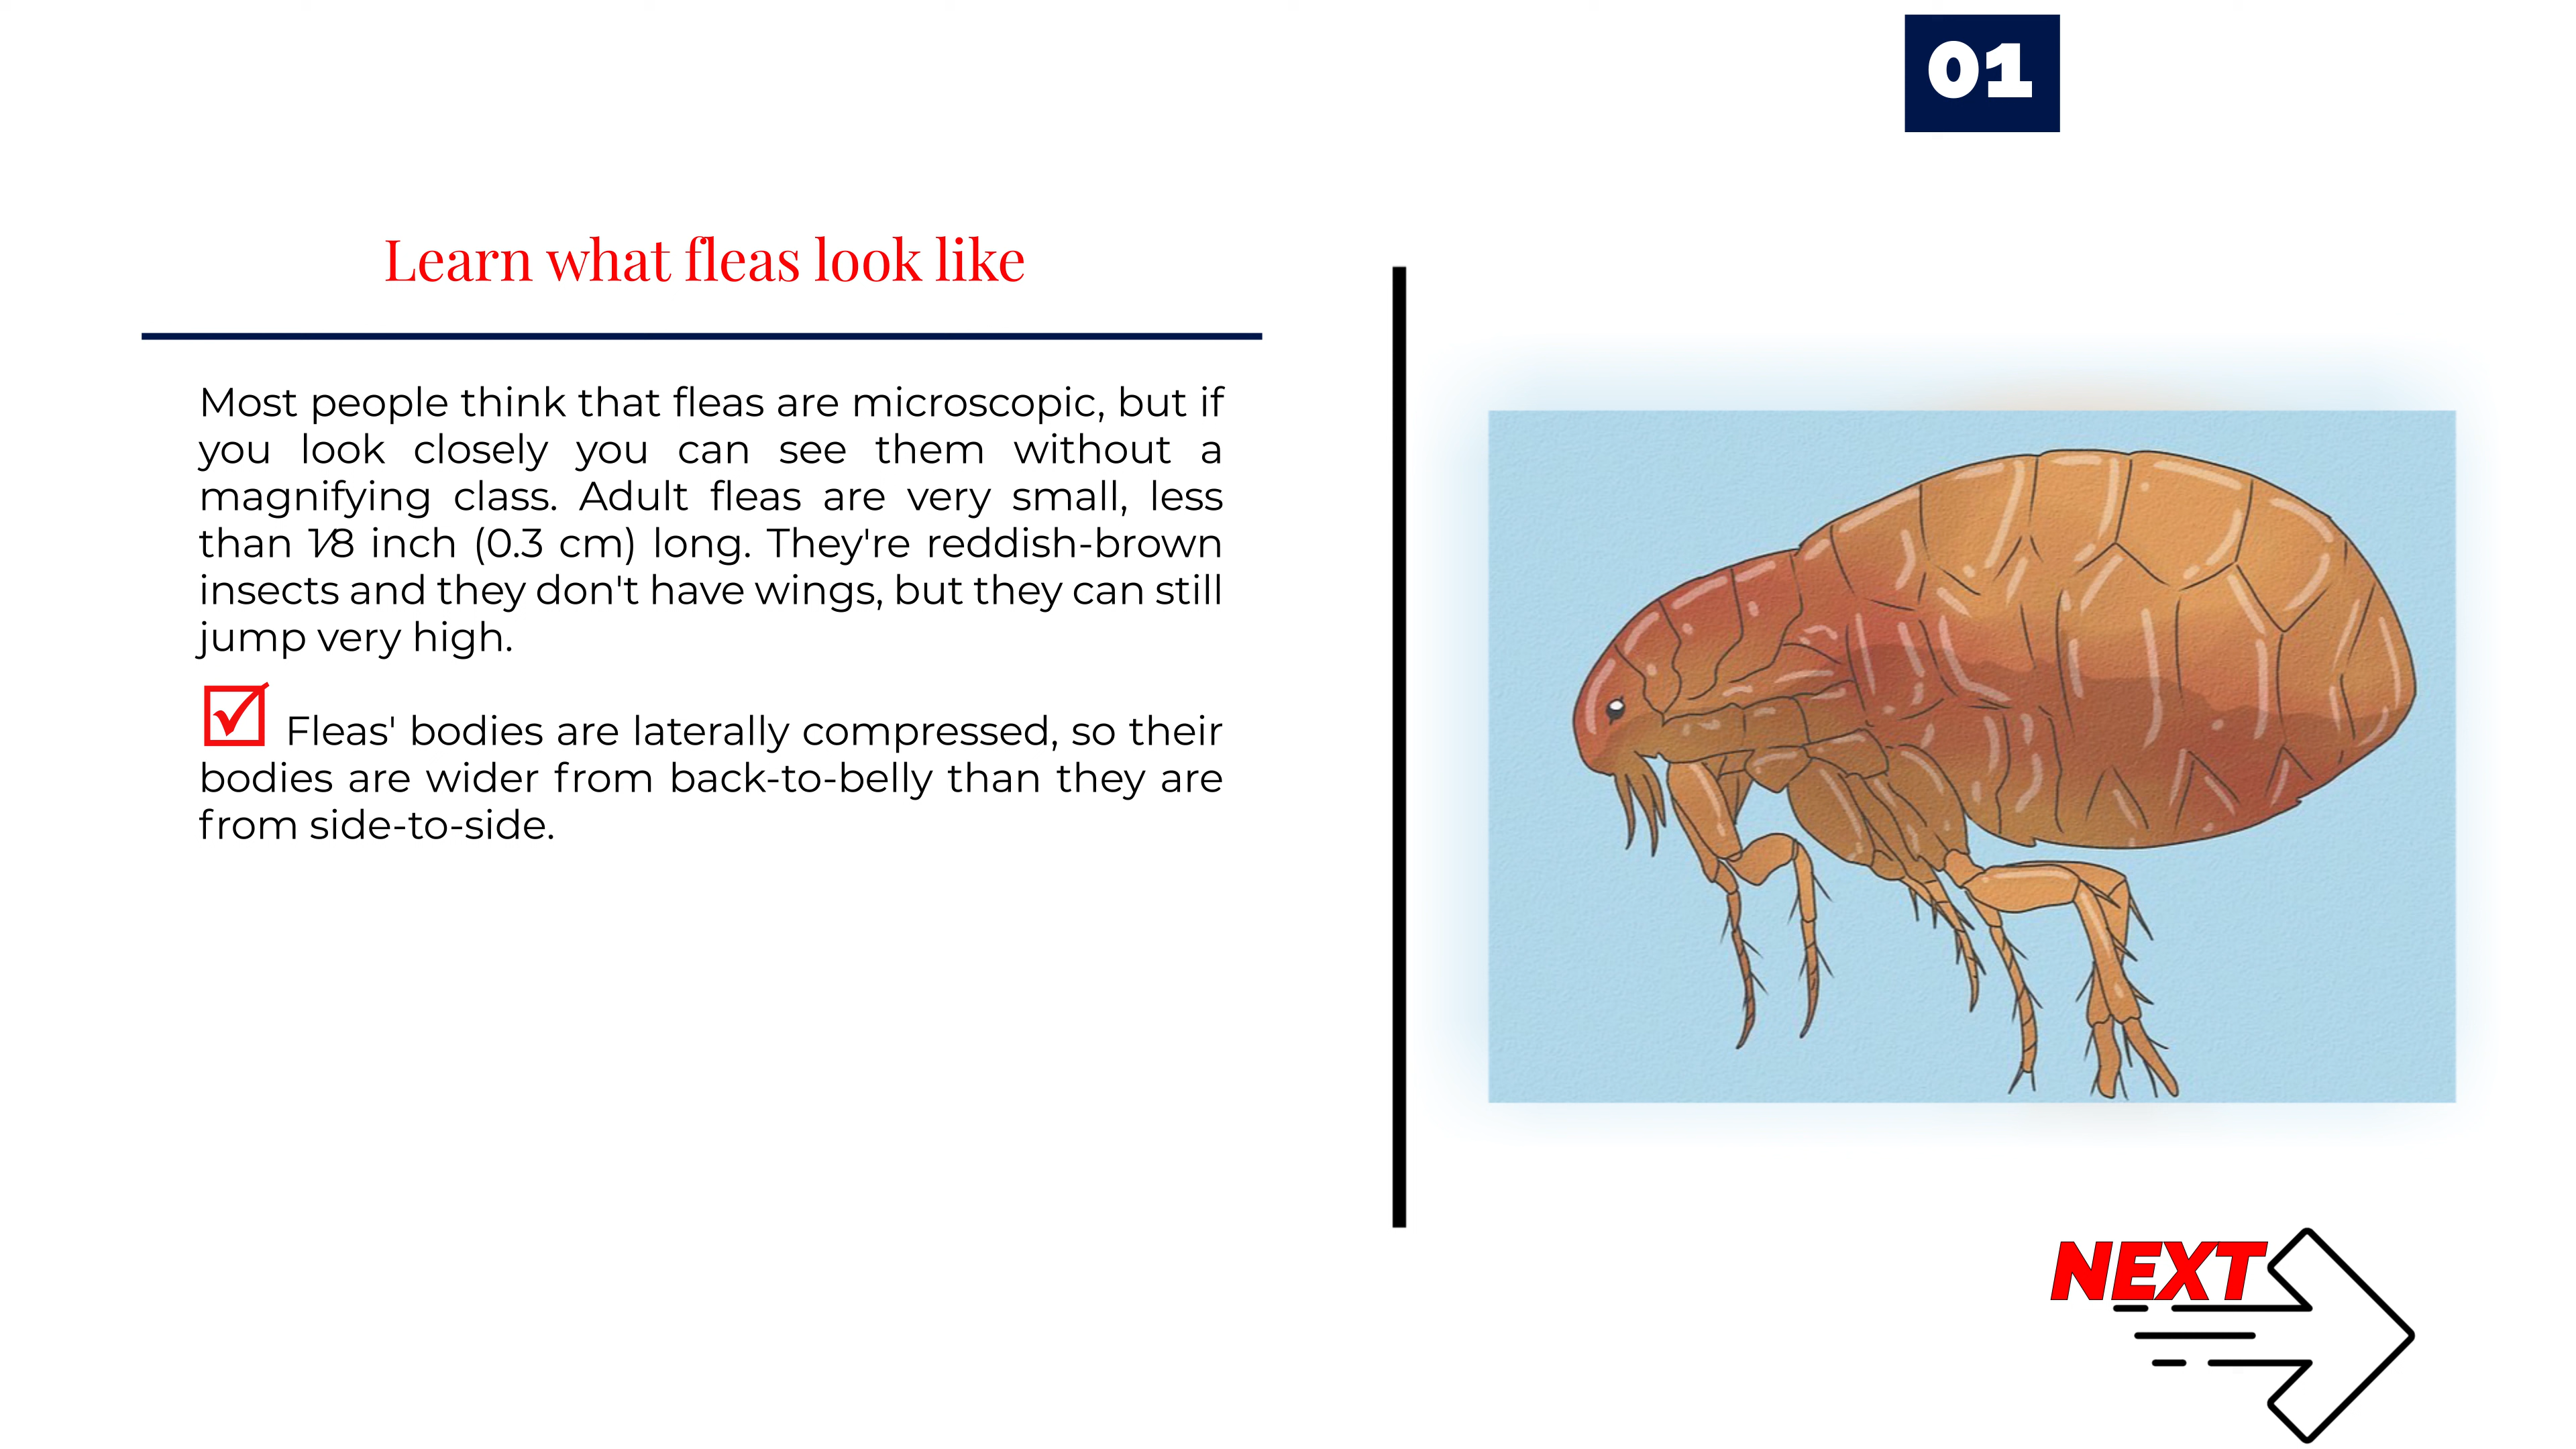 01
Learn what fleas look like
Most people think that fleas are microscopic, but if
you look closely you can see them without a
magnifying class. Adult fleas are very small, less
than 1⁄8 inch (0.3 cm) long. They're reddish-brown
insects and they don't have wings, but they can still
jump very high.
Fleas' bodies are laterally compressed, so their
bodies are wider from back-to-belly than they are
from side-to-side.
NEXT